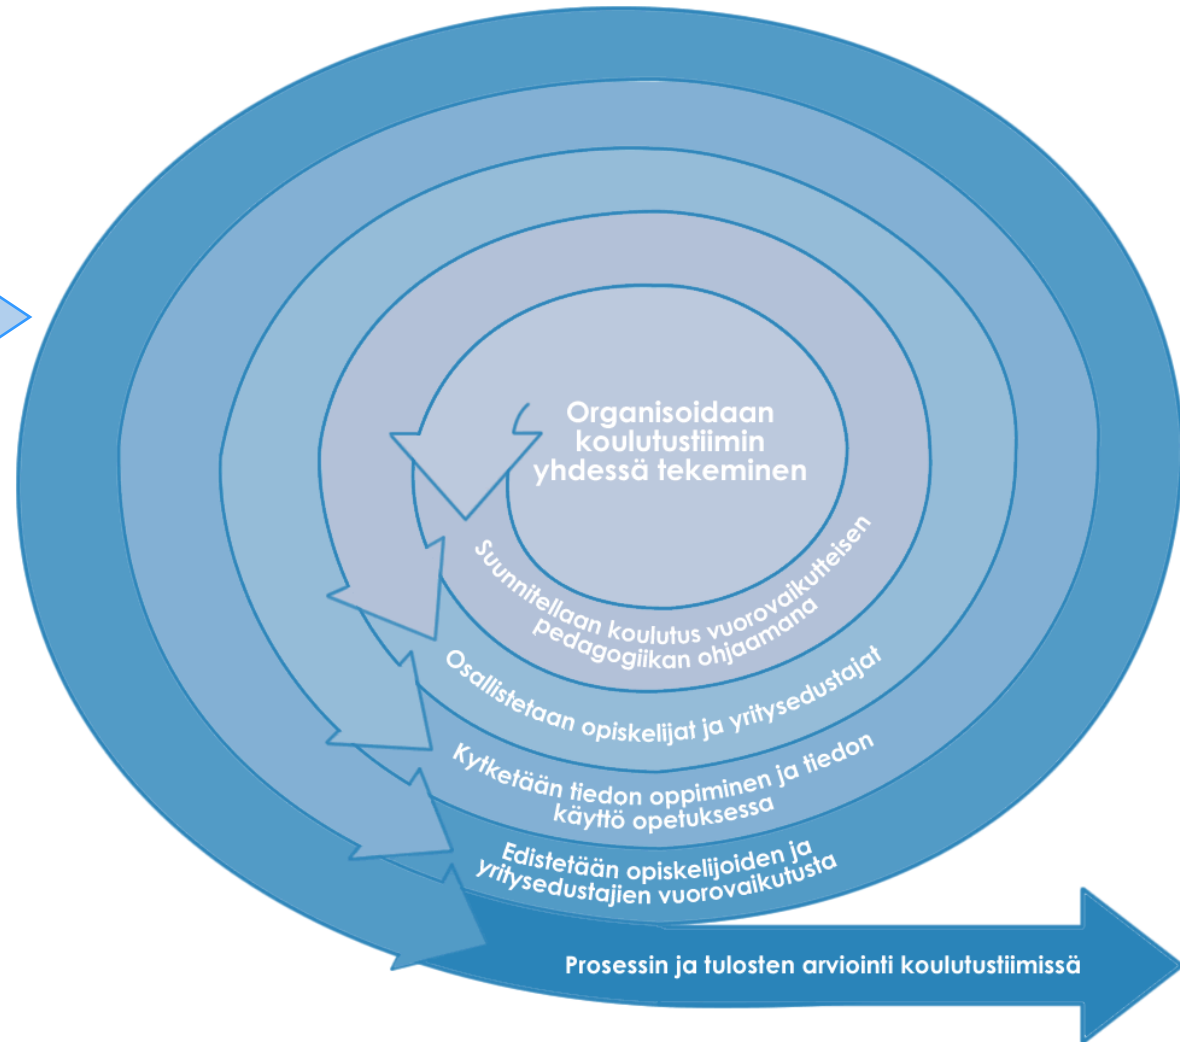 Organisoidaan
koulutustiimin
yhdessä tekeminen
Suunnitellaan koulutus vuorovaikutteisen
pedagogiikan ohjaamana
Osallistetaan opiskelijat ja yritysedustajat
Kytketään tiedon oppiminen ja tiedon
käyttö opetuksessa
Edistetään opiskelijoiden ja
yritysedustajien vuorovaikutusta
Prosessin ja tulosten arviointi koulutustiimissä